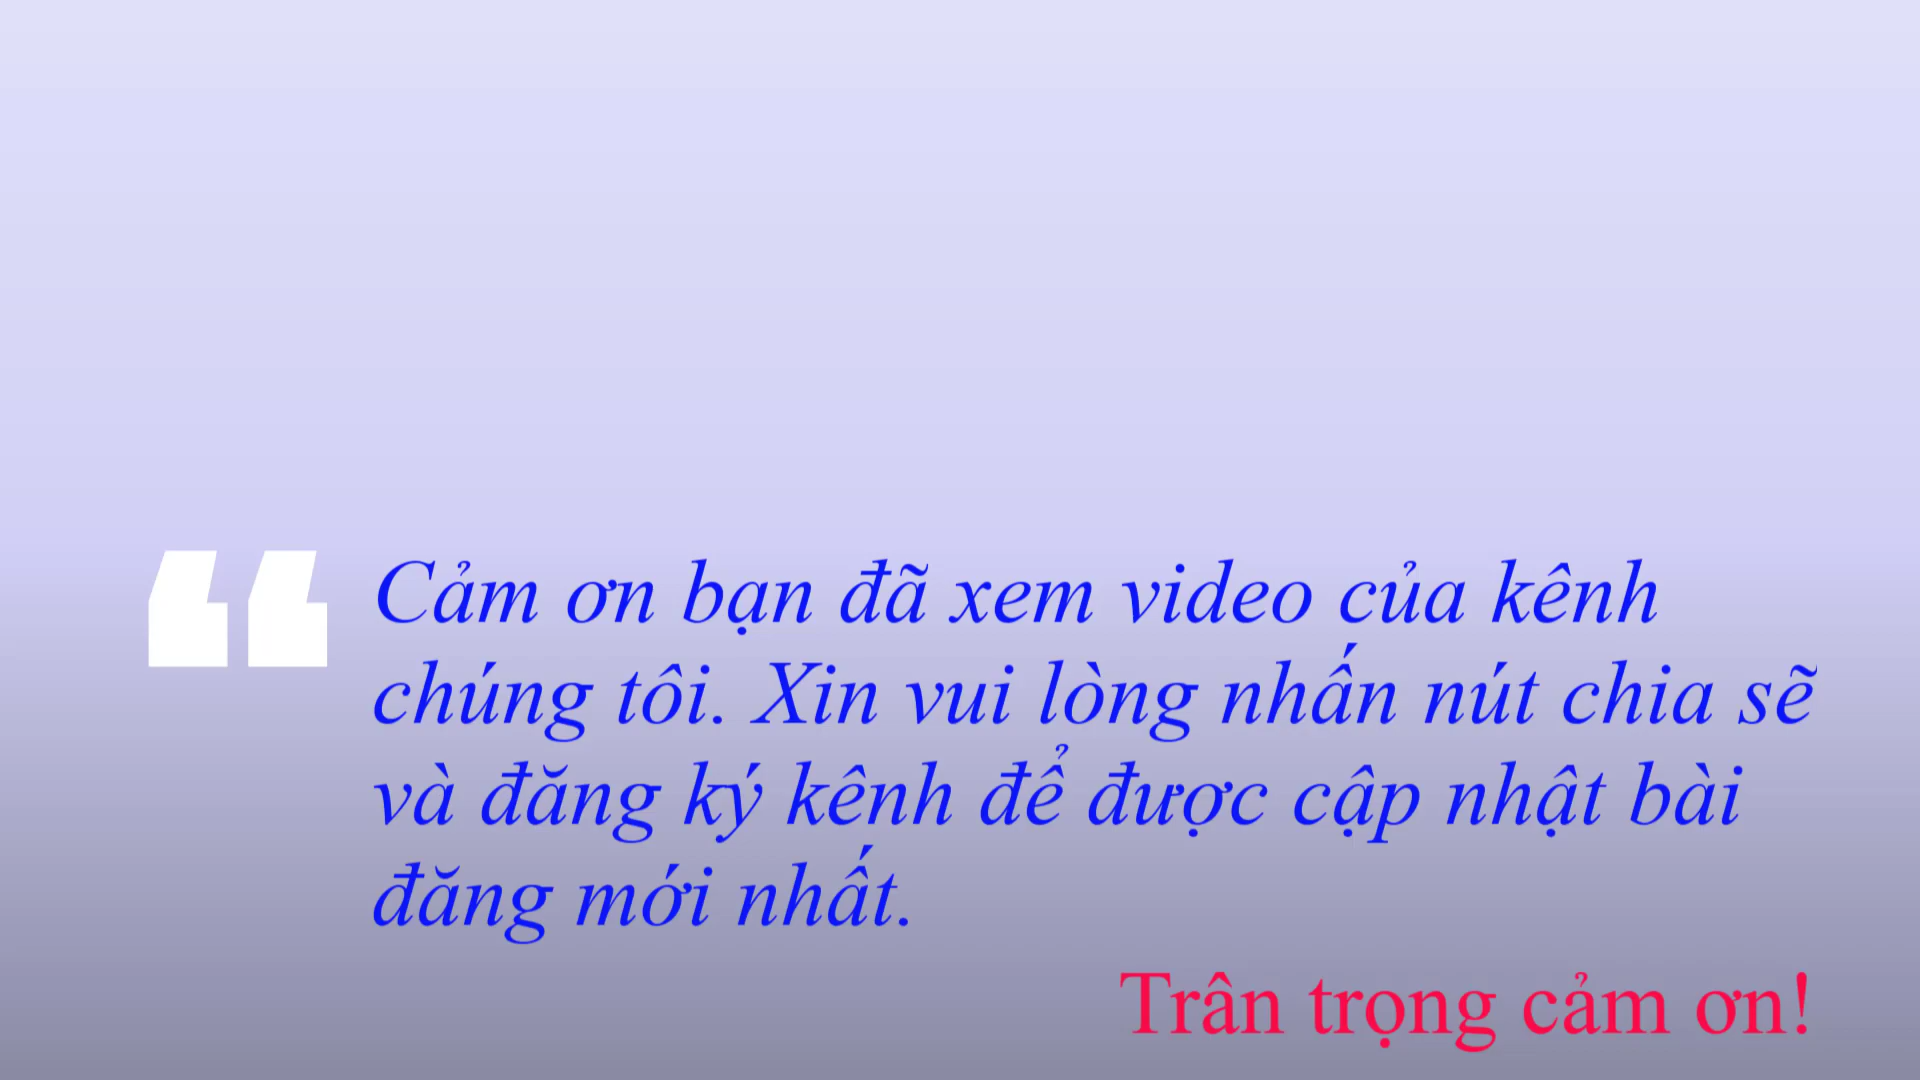 “Cảm ơn bạn đã xem video của kênh
chúng tôi. Xin vui lòng nhấn nút chia sẽ
và đăng ký kênh để được cập nhật bài
đăng mới nhất.
Trân trọng cảm ơn!